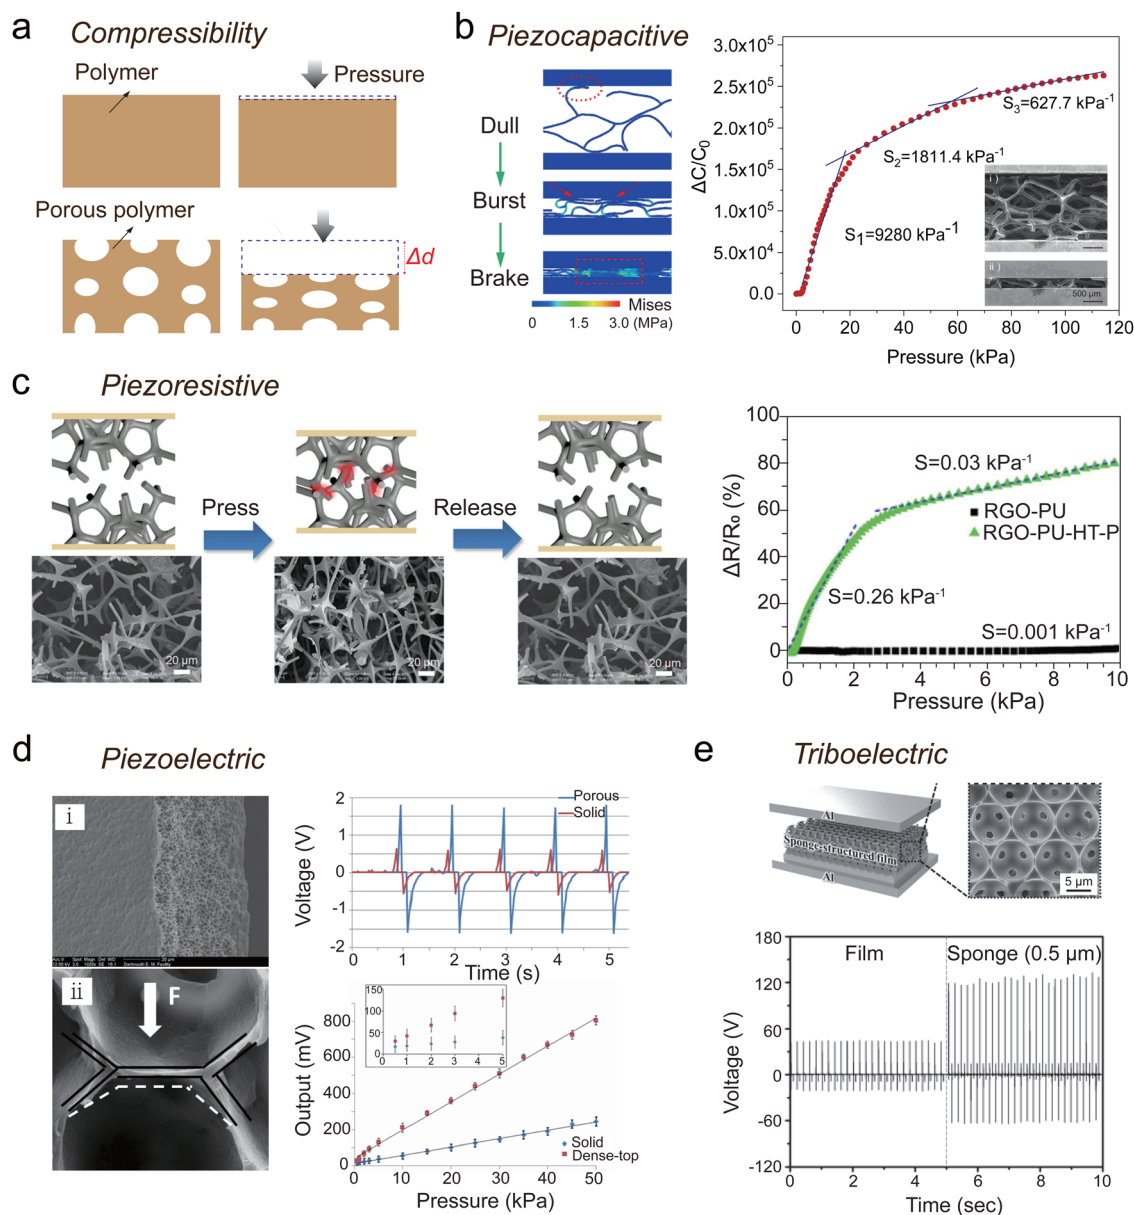 a Compressibility
Polymer
Pressure
Porous polymer
Δd
b Piezocapacitive
Dull
Burst
Brake
Mises
0 1.5 3.0 (MPa)
ΔC/C₀
3.0x10⁵
2.5x10⁵
2.0x10⁵
1.5x10⁵
1.0x10⁵
5.0x10⁴
0.0
S₃=627.7 kPa⁻¹
S₂=1811.4 kPa⁻¹
S₁=9280 kPa⁻¹
i )
ii )
500 µm
0 20 40 60 80 100 120
Pressure (kPa)
c Piezoresistive
Press
Release
20 µm
20 µm
20 µm
ΔR/R₀ (%)
100
80
60
40
20
0
S=0.03 kPa⁻¹
RGO-PU
RGO-PU-HT-P
S=0.26 kPa⁻¹
S=0.001 kPa⁻¹
0 2 4 6 8 10
Pressure (kPa)
d Piezoelectric
i
ii
F
Voltage (V)
2
1
0
-1
-2
Porous
Solid
0 1 2 3 4 5
Time (s)
Output (mV)
800
600
400
200
0
150
100
50
0
0 1 2 3 4 5
Solid
Dense-top
0 10 20 30 40 50
Pressure (kPa)
e Triboelectric
Al
Sponge-structured film
Al
5 µm
Voltage (V)
180
120
60
0
-60
-120
Film
Sponge (0.5 µm)
0 2 4 6 8 10
Time (sec)